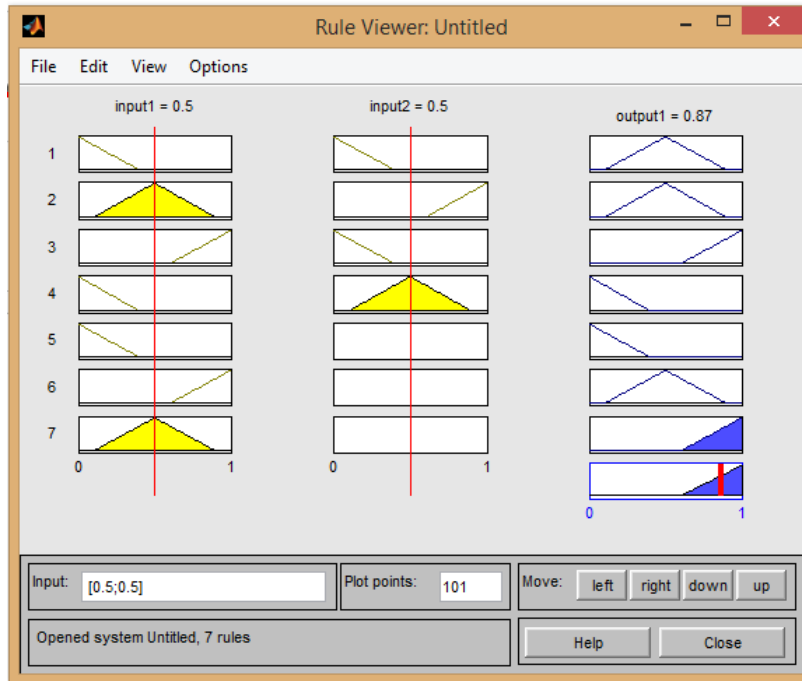 Rule Viewer: Untitled
File Edit View Options
input1 = 0.5 input2 = 0.5 output1 = 0.87
1
2
3
4
5
6
7
0 1 0 1
0 1
Input: [0.5;0.5] Plot points: 101 Move: left right down up
Opened system Untitled, 7 rules Help Close